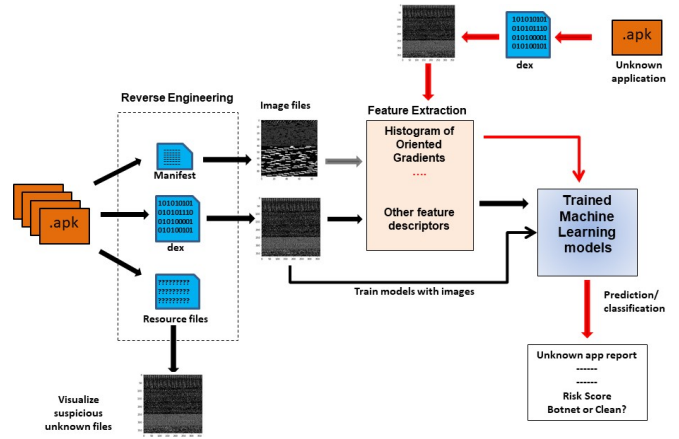 101010101
010101110
010100001
010100101
dex
.apk
Unknown
application
Reverse Engineering
Image files
Feature Extraction
Histogram of
Oriented
Gradients
....
Other feature
descriptors
Manifest
.apk
101010101
010101110
010100001
010100101
dex
?????????
?????????
?????????
Resource files
Trained
Machine
Learning
models
Train models with images
Prediction/
classification
Unknown app report
------
------
Risk Score
Botnet or Clean?
Visualize
suspicious
unknown files